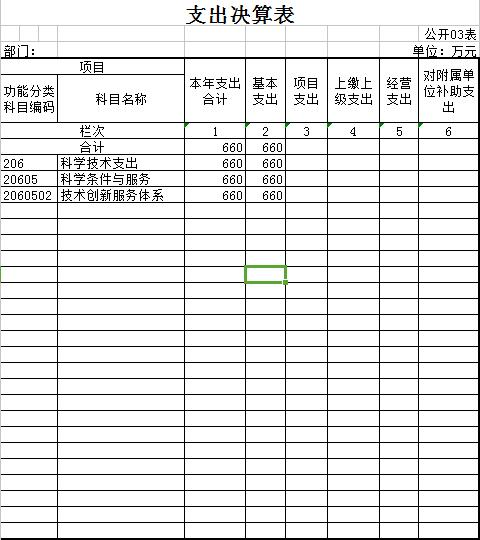 支出决算表
公开03表
部门： 单位：万元
项目 本年支出合计 基本支出 项目支出 上缴上级支出 经营支出 对附属单位补助支出
功能分类科目编码 科目名称
栏次 1 2 3 4 5 6
合计 660 660
206 科学技术支出 660 660
20605 科学条件与服务 660 660
2060502 技术创新服务体系 660 660